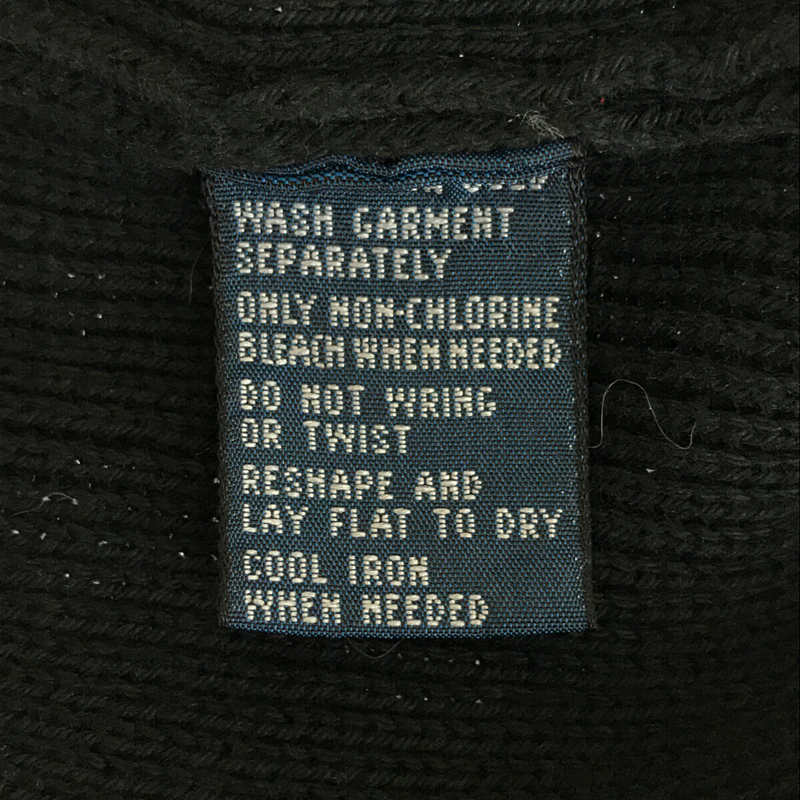 WASH GARMENT
SEPARATELY
ONLY NON-CHLORINE
BLEACH WHEN NEEDED
DO NOT WRING
OR TWIST
RESHAPE AND
LAY FLAT TO DRY
COOL IRON
WHEN NEEDED